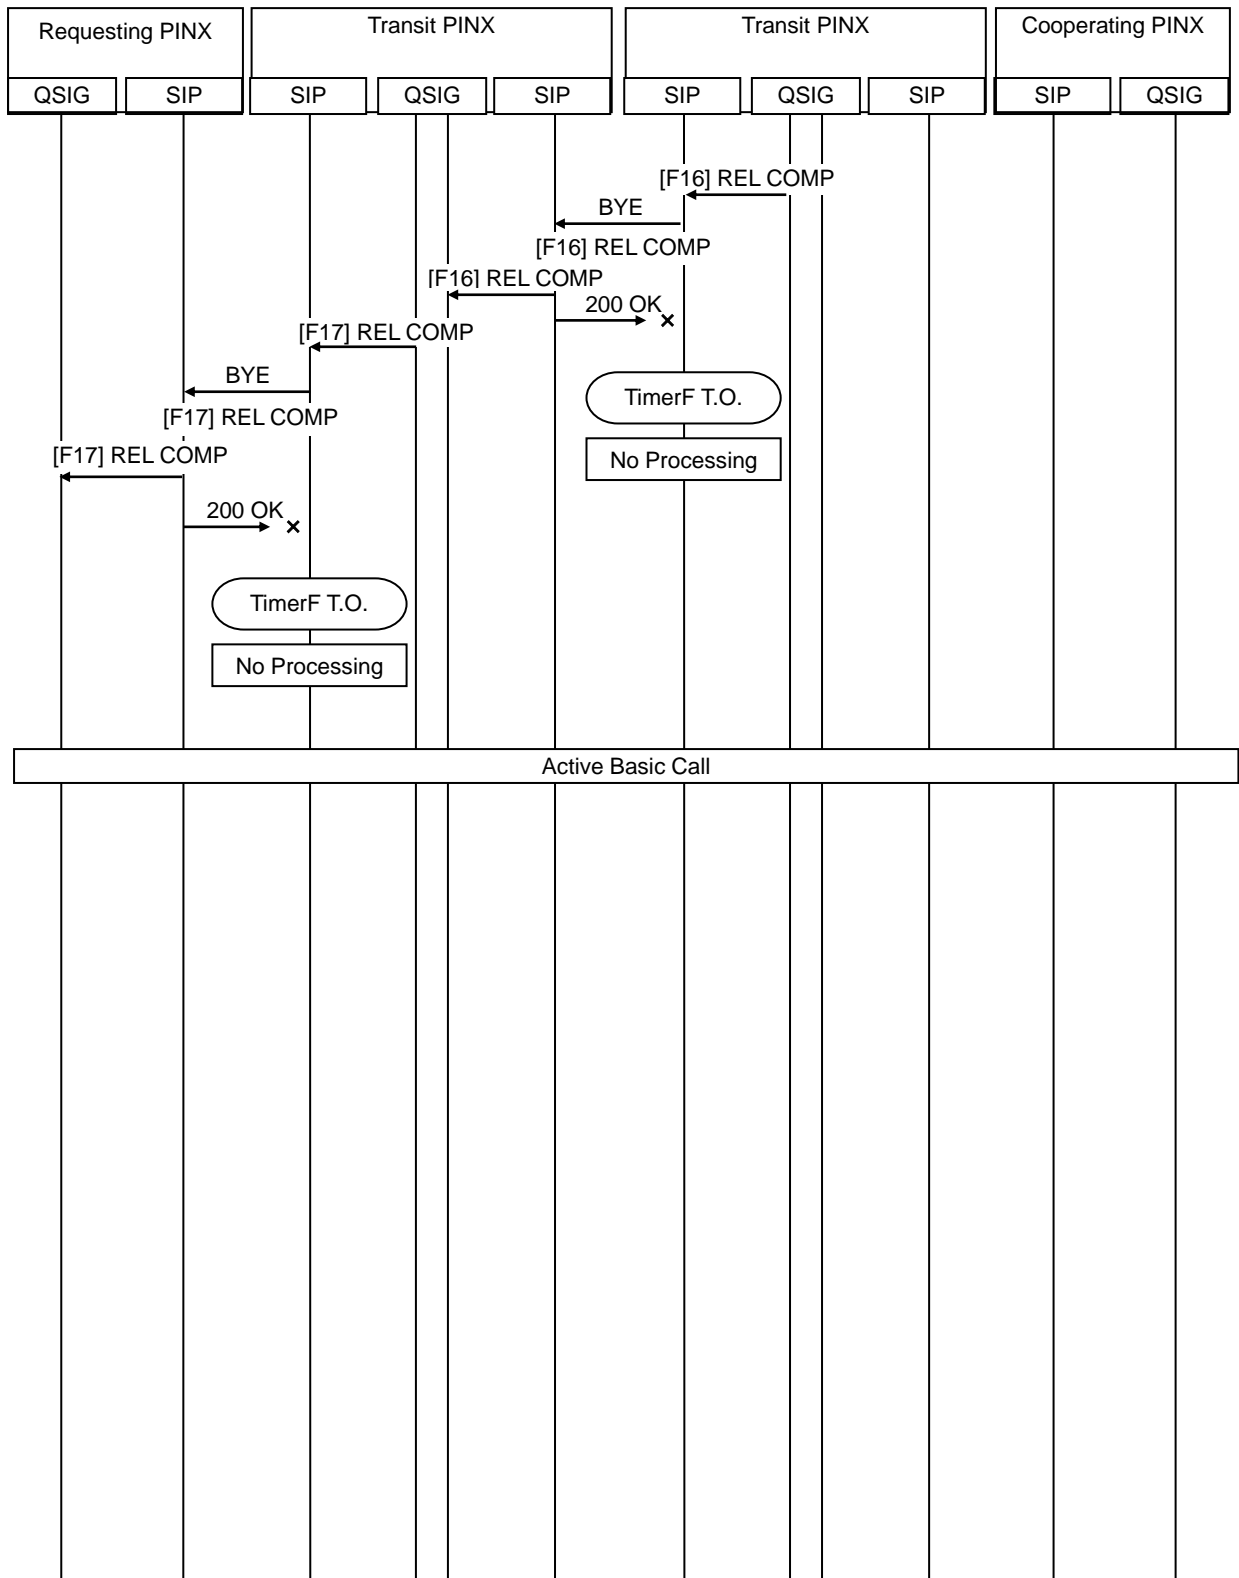 Requesting PINX
Transit PINX
Transit PINX
Cooperating PINX
QSIG
SIP
SIP
QSIG
SIP
SIP
QSIG
SIP
SIP
QSIG
[F16] REL COMP
BYE
[F16] REL COMP
[F16] REL COMP
200 OK
[F17] REL COMP
BYE
TimerF T.O.
[F17] REL COMP
[F17] REL COMP
No Processing
200 OK
TimerF T.O.
No Processing
Active Basic Call